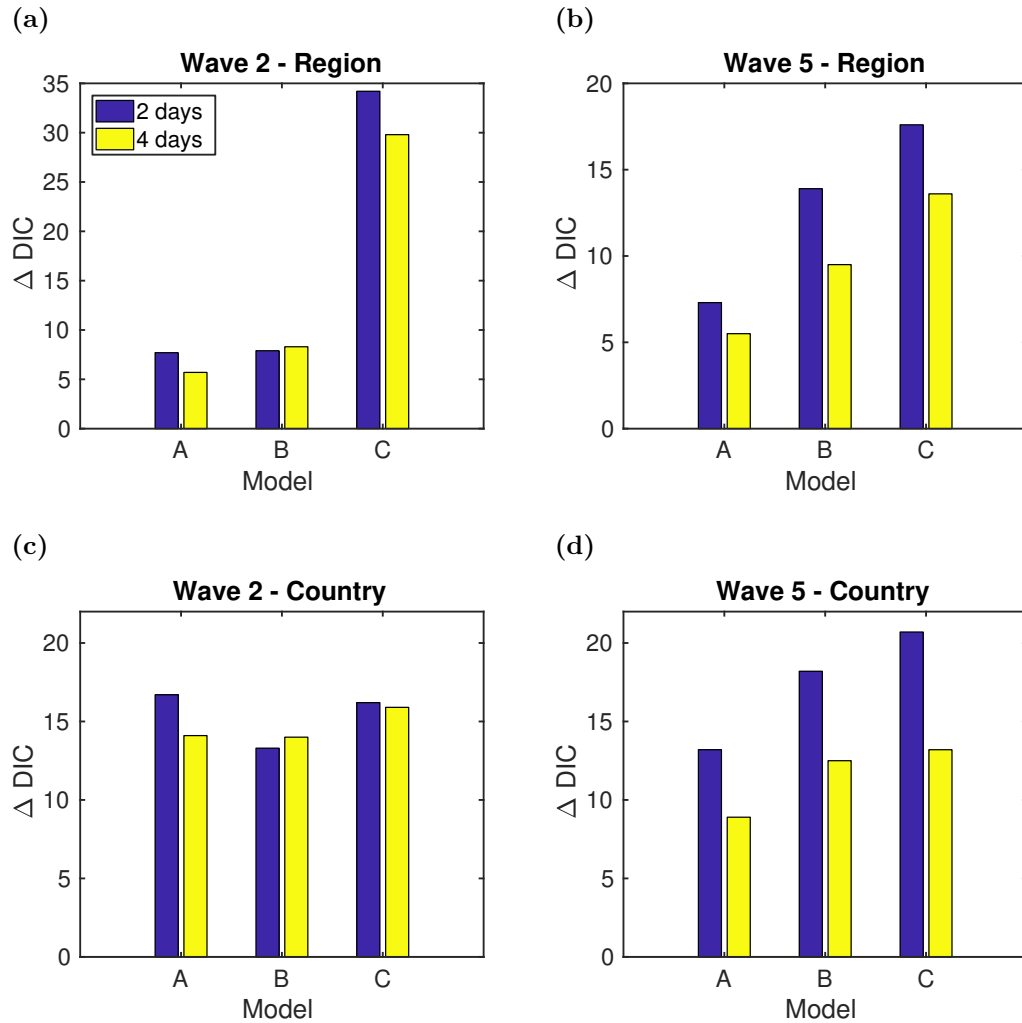 (a)
Wave 2 - Region
2 days
4 days
35
30
25
20
15
10
5
0
Δ DIC
A B C
Model
(b)
Wave 5 - Region
20
15
10
5
0
Δ DIC
A B C
Model
(c)
Wave 2 - Country
20
15
10
5
0
Δ DIC
A B C
Model
(d)
Wave 5 - Country
20
15
10
5
0
Δ DIC
A B C
Model